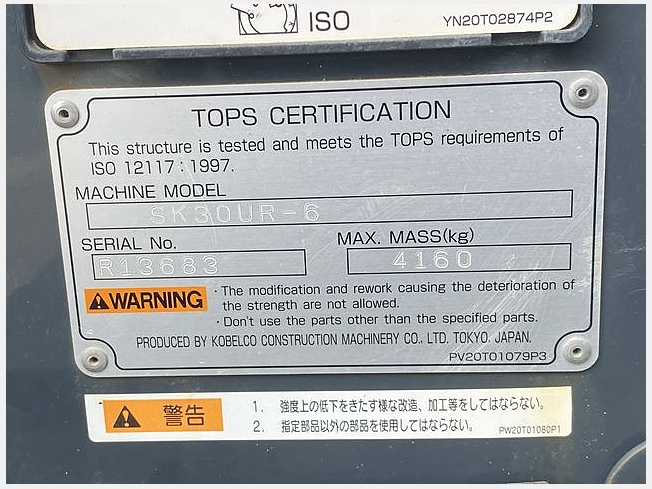 ISO YN20T02874P2
TOPS CERTIFICATION
This structure is tested and meets the TOPS requirements of
ISO 12117 : 1997.
MACHINE MODEL
SK30UR-6
SERIAL No. MAX. MASS(kg)
R13683 4160
WARNING ・The modification and rework causing the deterioration of
the strength are not allowed.
・Don't use the parts other than the specified parts.
PRODUCED BY KOBELCO CONSTRUCTION MACHINERY CO., LTD. TOKYO. JAPAN.
PV20T01079P3
警告 1. 強度上の低下をきたす様な改造、加工等をしてはならない。
2. 指定部品以外の部品を使用してはならない。 PW20T01080P1